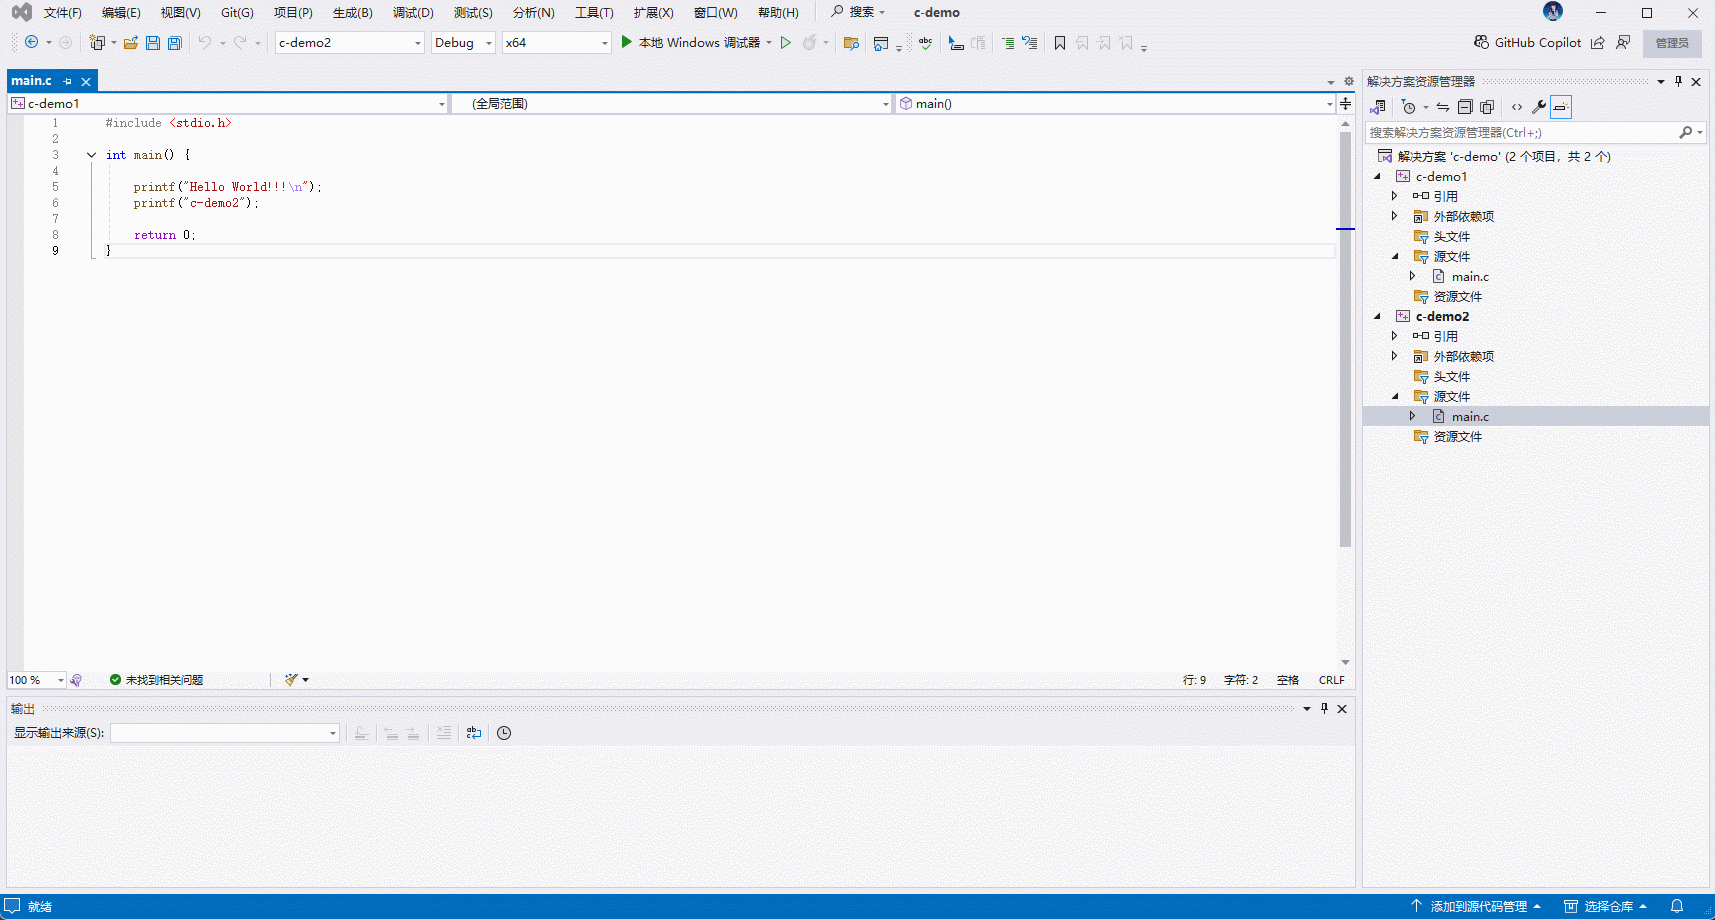 文件(F) 编辑(E) 视图(V) Git(G) 项目(P) 生成(B) 调试(D) 测试(S) 分析(N) 工具(T) 扩展(X) 窗口(W) 帮助(H) 搜索 c-demo
c-demo2 Debug x64 本地 Windows 调试器 abc GitHub Copilot 管理员
main.c
c-demo1 (全局范围) main()
1 #include <stdio.h>
2
3 int main() {
4
5 printf("Hello World!!!\n");
6 printf("c-demo2");
7
8 return 0;
9 }
100 % 未找到相关问题 行: 9 字符: 2 空格 CRLF
输出
显示输出来源(S):
解决方案资源管理器
搜索解决方案资源管理器(Ctrl+;)
解决方案 'c-demo' (2 个项目，共 2 个)
c-demo1
引用
外部依赖项
头文件
源文件
main.c
资源文件
c-demo2
引用
外部依赖项
头文件
源文件
main.c
资源文件
就绪 添加到源代码管理 选择仓库